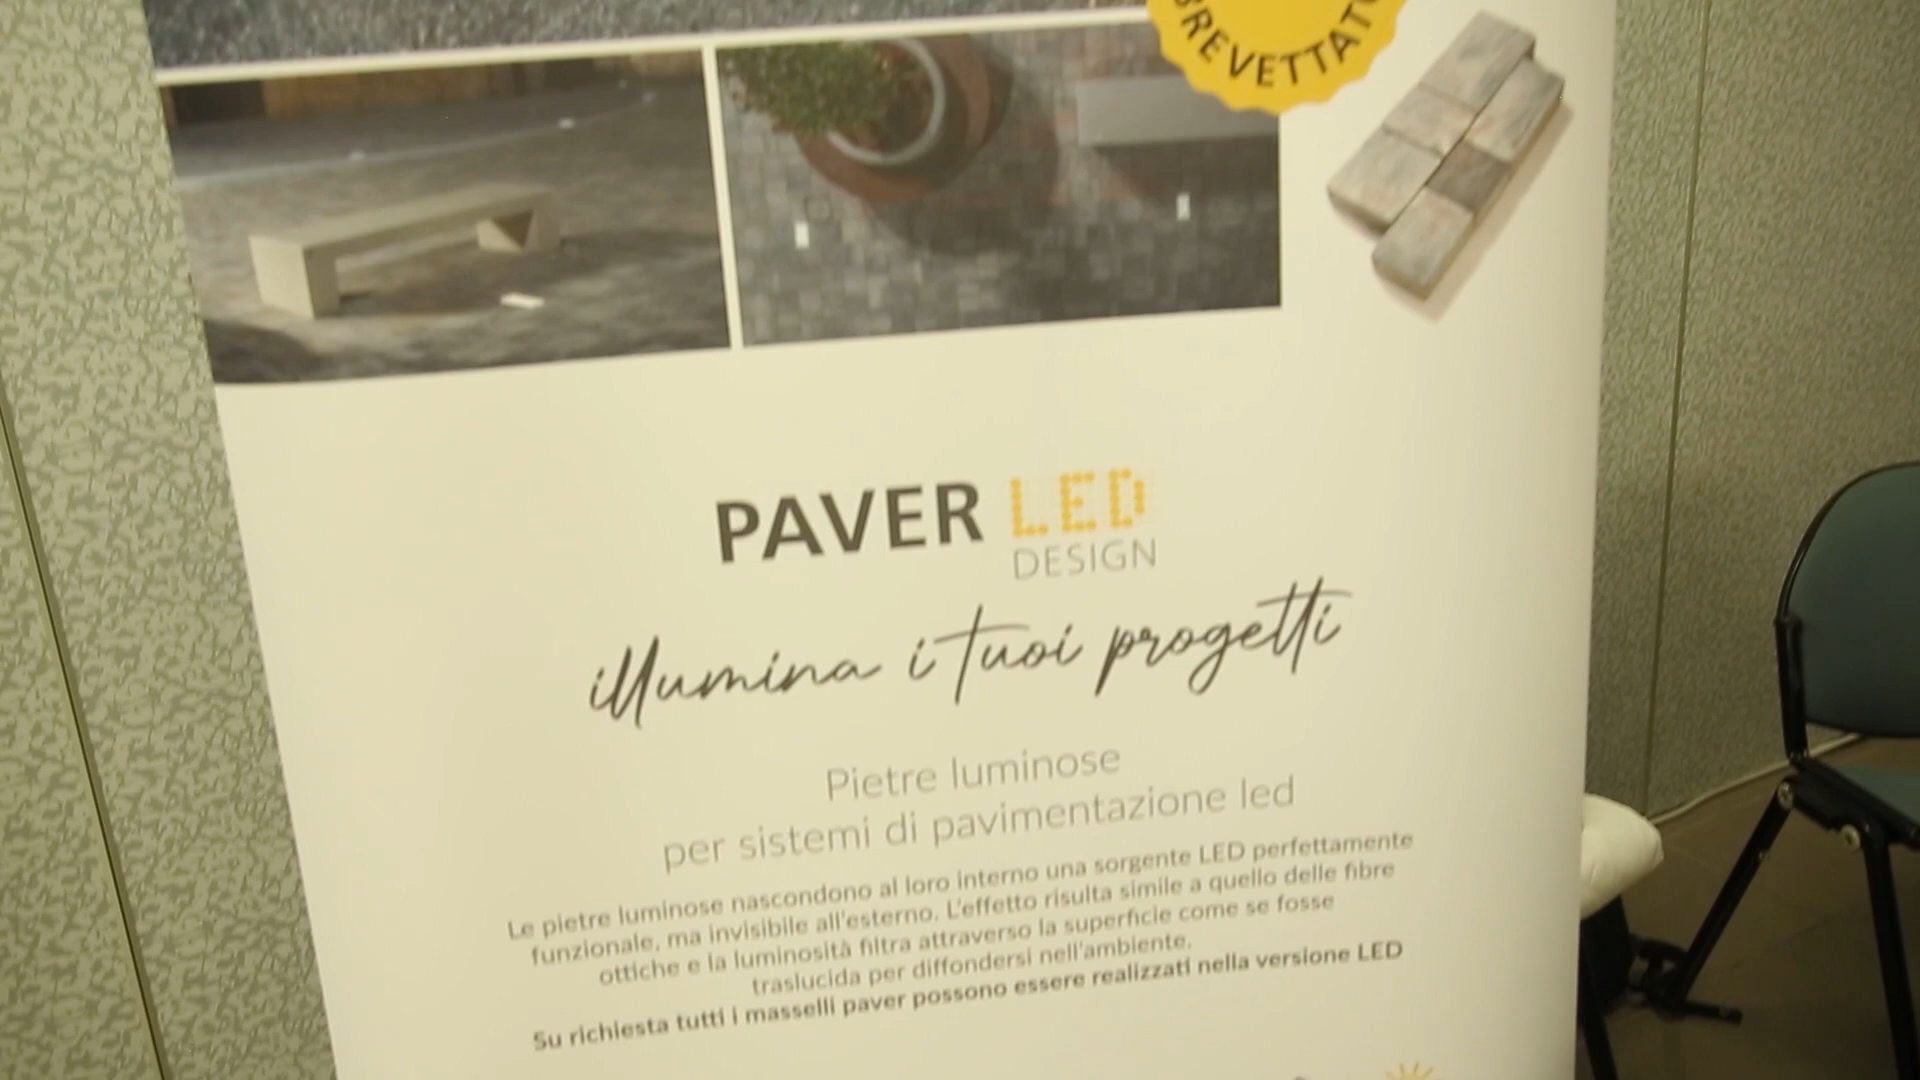 BREVETTATO
PAVER LED
DESIGN
illumina i tuoi progetti
Pietre luminose
per sistemi di pavimentazione led
Le pietre luminose nascondono al loro interno una sorgente LED perfettamente
funzionale, ma invisibile all'esterno. L'effetto risulta simile a quello delle fibre
ottiche e la luminosità filtra attraverso la superficie come se fosse
traslucida per diffondersi nell'ambiente.
Su richiesta tutti i masselli paver possono essere realizzati nella versione LED